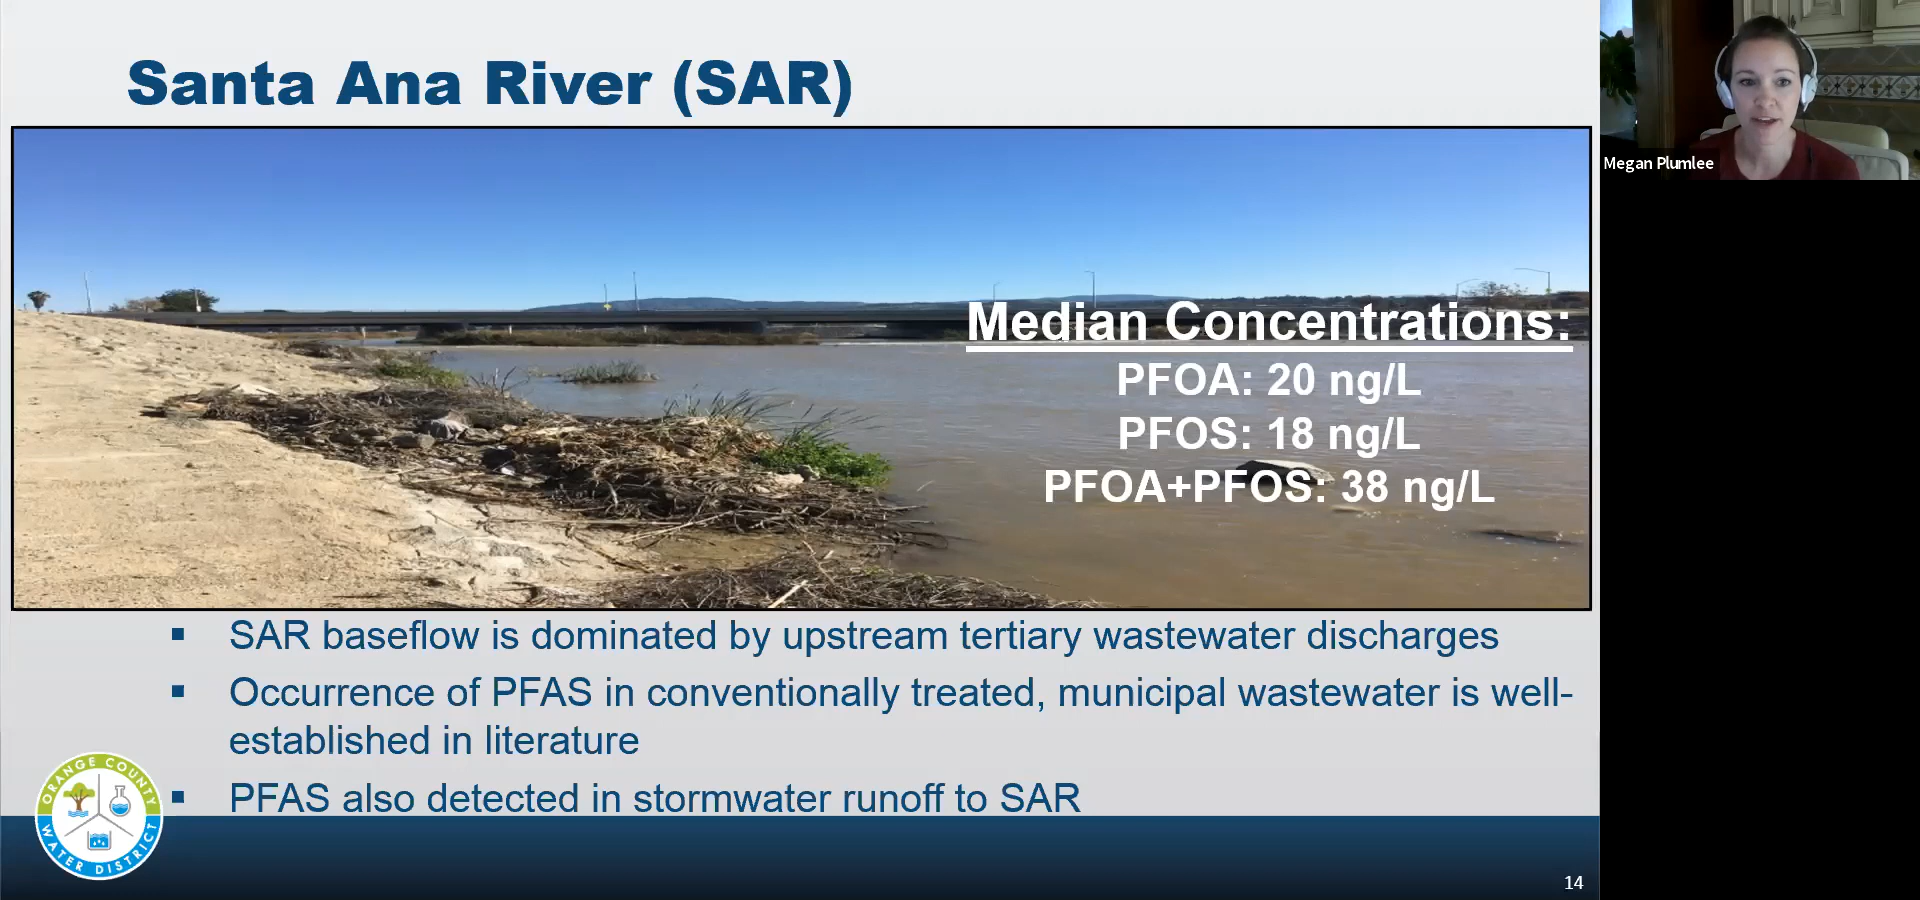 Santa Ana River (SAR)
Megan Plumlee
Median Concentrations:
PFOA: 20 ng/L
PFOS: 18 ng/L
PFOA+PFOS: 38 ng/L
▪ SAR baseflow is dominated by upstream tertiary wastewater discharges
▪ Occurrence of PFAS in conventionally treated, municipal wastewater is well-
established in literature
▪ PFAS also detected in stormwater runoff to SAR
ORANGE COUNTY
WATER DISTRICT
14